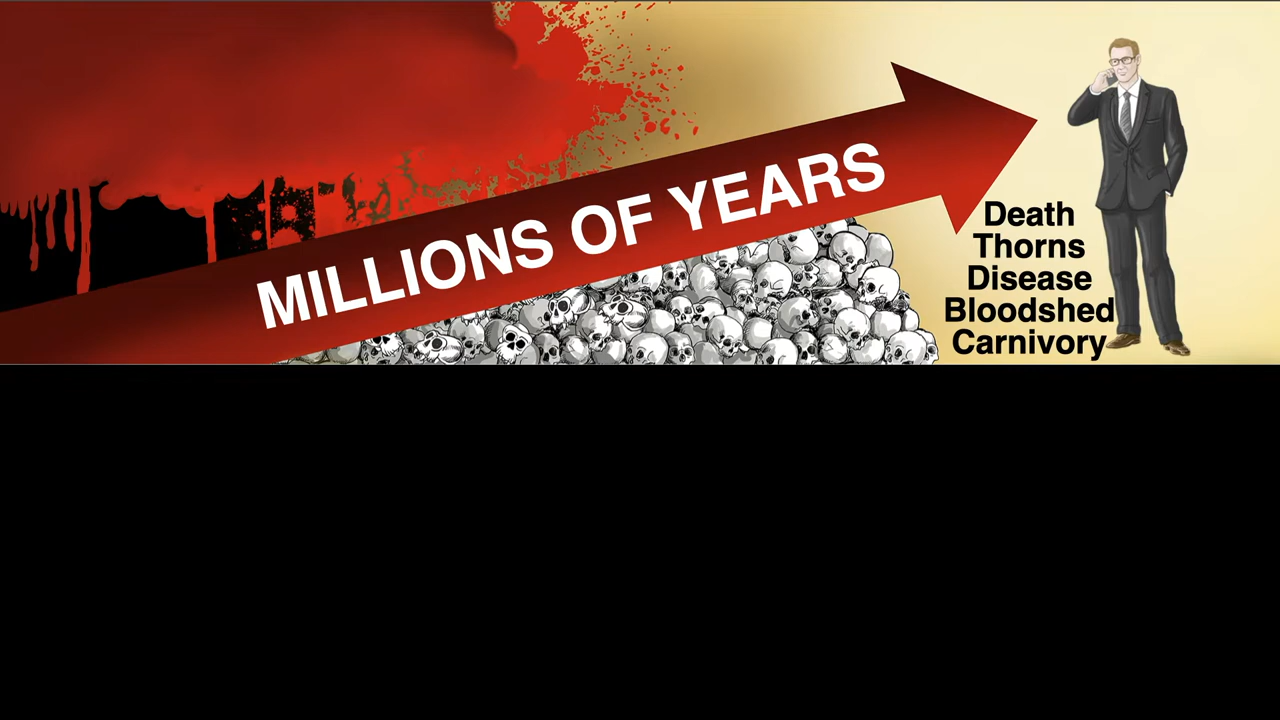 MILLIONS OF YEARS
Death
Thorns
Disease
Bloodshed
Carnivory